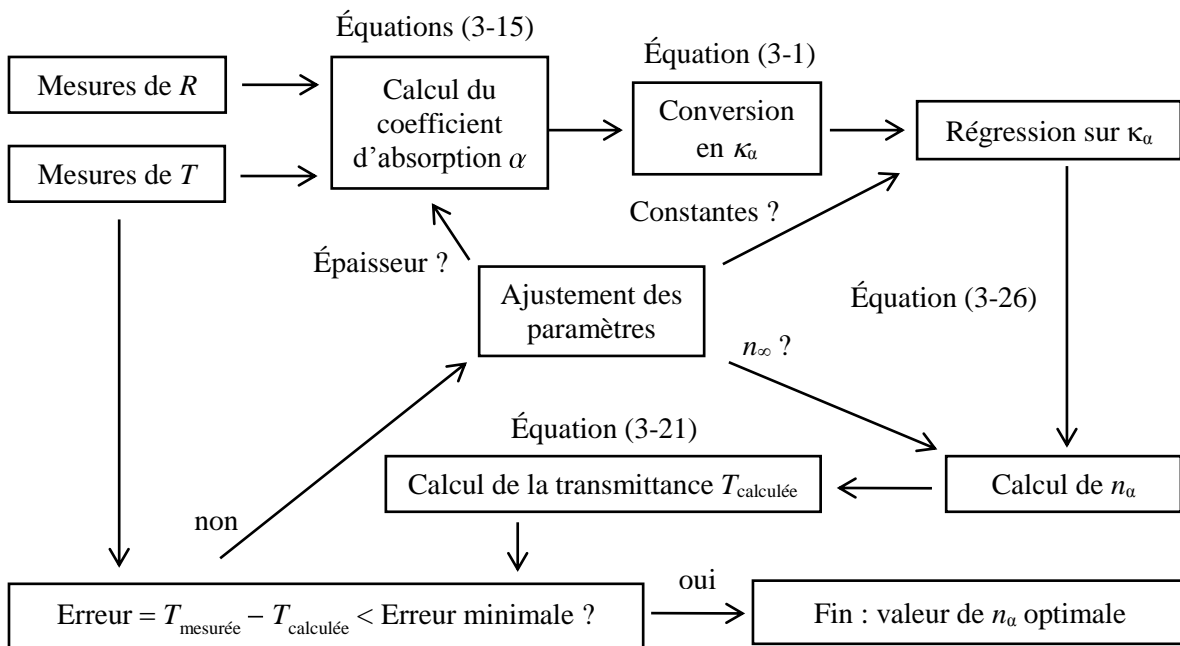 Équations (3-15)
Équation (3-1)
Mesures de R
Calcul du
coefficient
d’absorption α
Conversion
en κα
Régression sur κα
Mesures de T
Constantes ?
Épaisseur ?
Ajustement des
paramètres
Équation (3-26)
n∞ ?
Équation (3-21)
Calcul de la transmittance Tcalculée
Calcul de nα
non
oui
Erreur = Tmesurée − Tcalculée < Erreur minimale ?
Fin : valeur de nα optimale